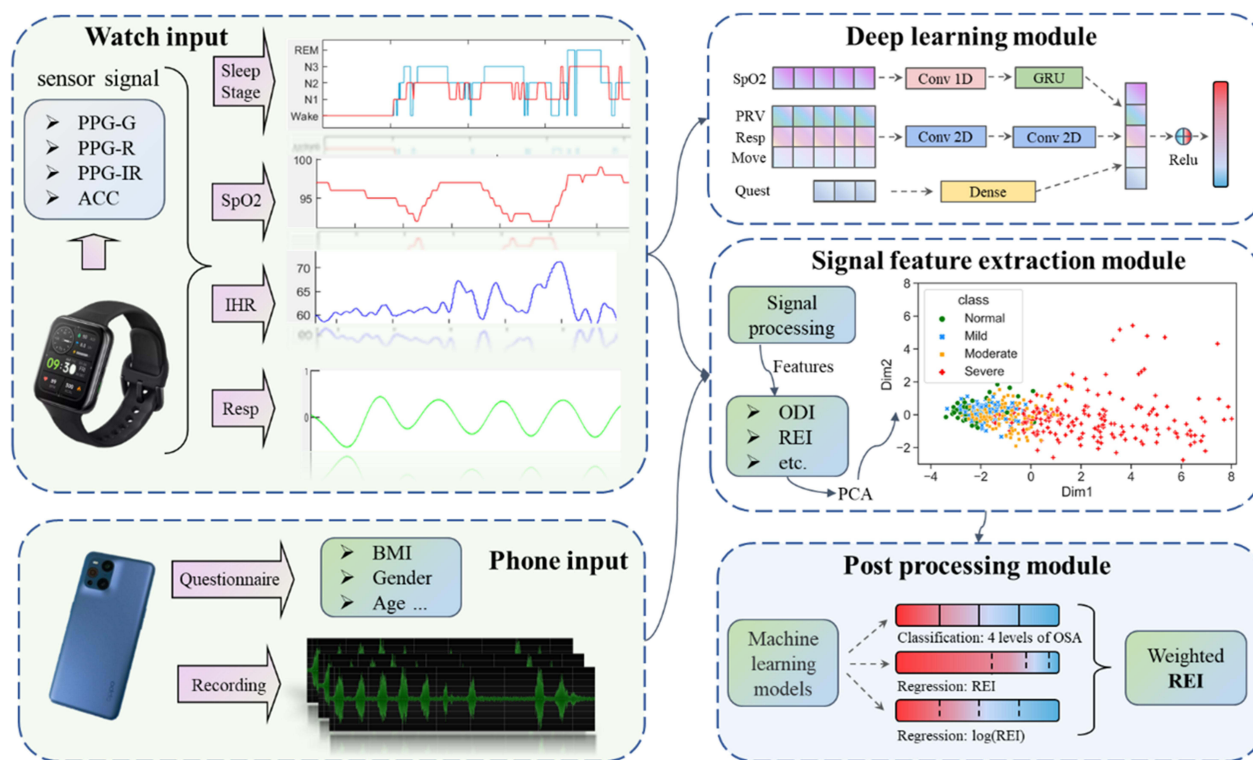 Watch input
sensor signal
➢ PPG-G
➢ PPG-R
➢ PPG-IR
➢ ACC
09:30
Sleep
Stage
REM
N3
N2
N1
Wake
SpO2
100
95
IHR
70
65
60
Resp
1
0
Phone input
Questionnaire
➢ BMI
➢ Gender
➢ Age ...
Recording
oppo
Deep learning module
SpO2
Conv 1D
GRU
PRV
Resp
Conv 2D
Conv 2D
Move
Relu
Quest
Dense
Signal feature extraction module
Signal
processing
Features
➢ ODI
➢ REI
➢ etc.
PCA
8
6
4
2
0
−2
Dim2
class
Normal
Mild
Moderate
Severe
−4
−2
0
2
4
6
8
Dim1
Post processing module
Machine
learning
models
Classification: 4 levels of OSA
Regression: REI
Regression: log(REI)
Weighted
REI